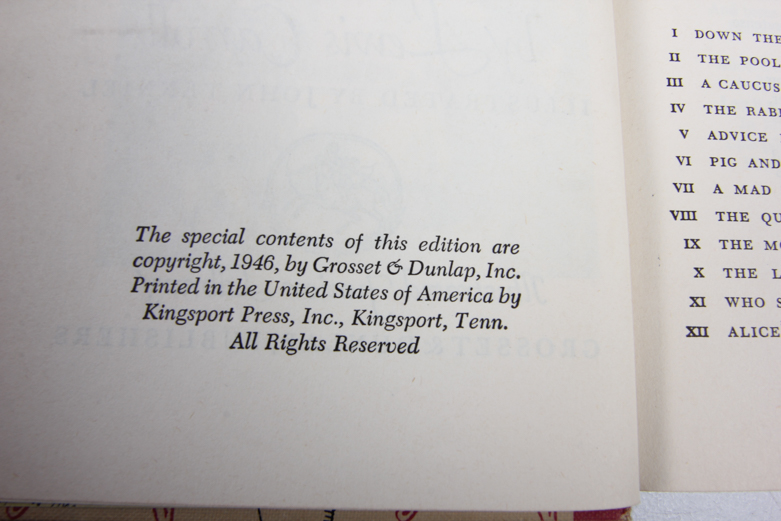 The special contents of this edition are
copyright, 1946, by Grosset & Dunlap, Inc.
Printed in the United States of America by
Kingsport Press, Inc., Kingsport, Tenn.
All Rights Reserved
I DOWN THE
II THE POOL
III A CAUCUS
IV THE RABB
V ADVICE
VI PIG AND
VII A MAD
VIII THE QU
IX THE MO
X THE L
XI WHO S
XII ALICE